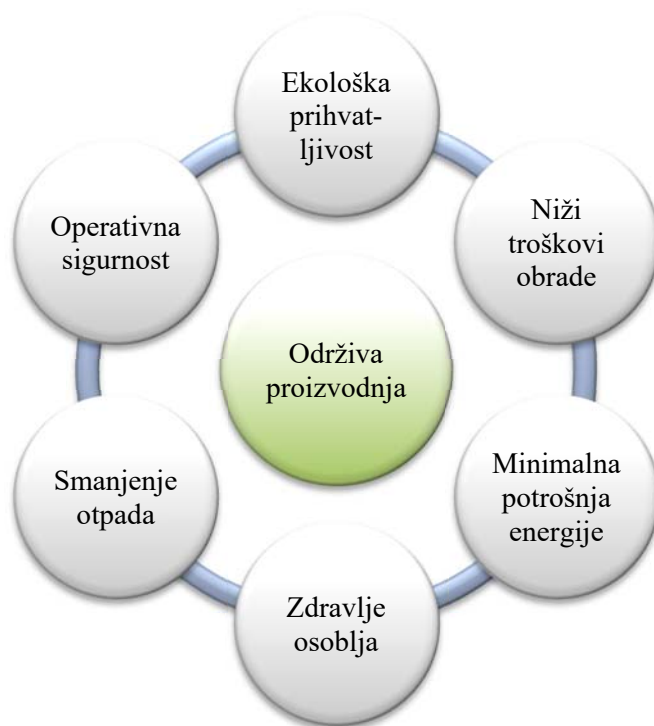 Ekološka
prihvat-
ljivost
Niži
troškovi
obrade
Minimalna
potrošnja
energije
Zdravlje
osoblja
Smanjenje
otpada
Operativna
sigurnost
Održiva
proizvodnja